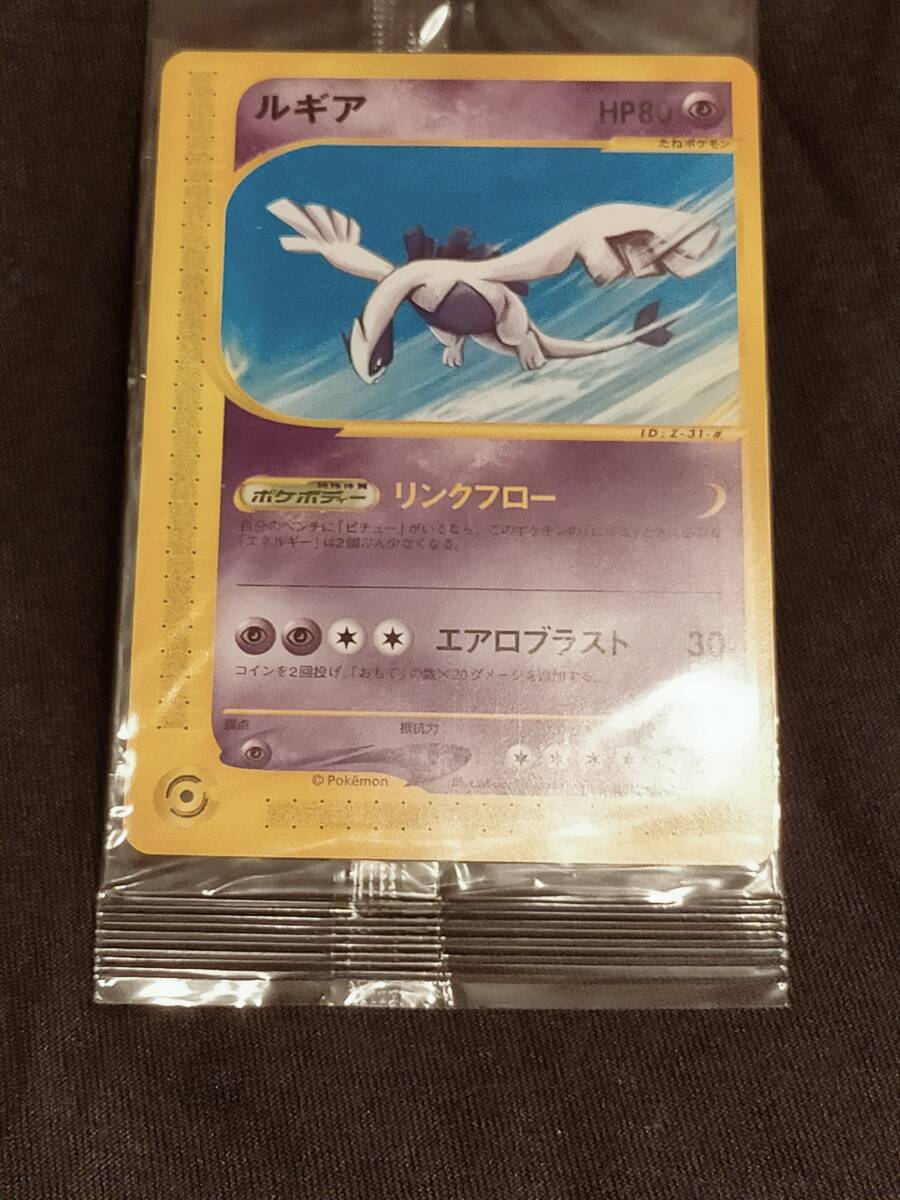 ルギア
HP80
たねポケモン
ID:Z-31-#
特殊体質
ポケボディー
リンクフロー
自分のベンチに「ピチュー」がいるなら、このポケモンの「にげる」ときに必要な
「エネルギー」は2個ぶん少なくなる。
エアロブラスト 30
コインを2回投げ、「おもて」の数×20ダメージを追加する。
弱点 抵抗力
© Pokémon